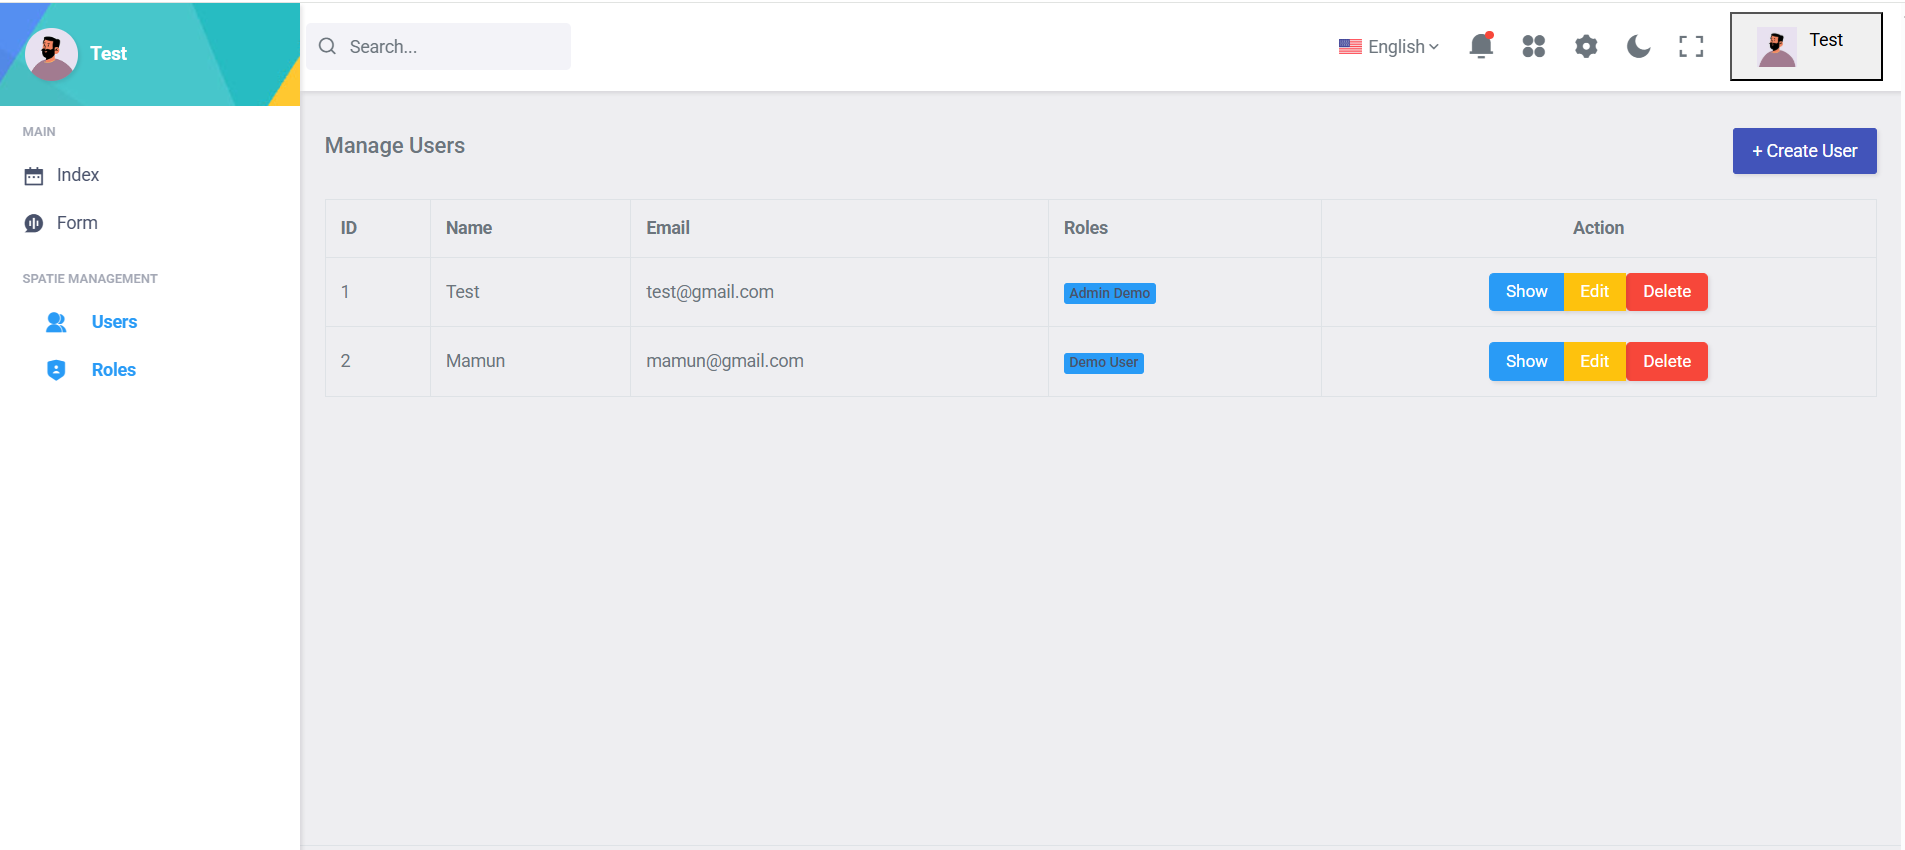 Test
Search...
English
Test
MAIN
Index
Form
SPATIE MANAGEMENT
Users
Roles
Manage Users
+ Create User
ID Name Email Roles Action
1 Test test@gmail.com Admin Demo Show Edit Delete
2 Mamun mamun@gmail.com Demo User Show Edit Delete